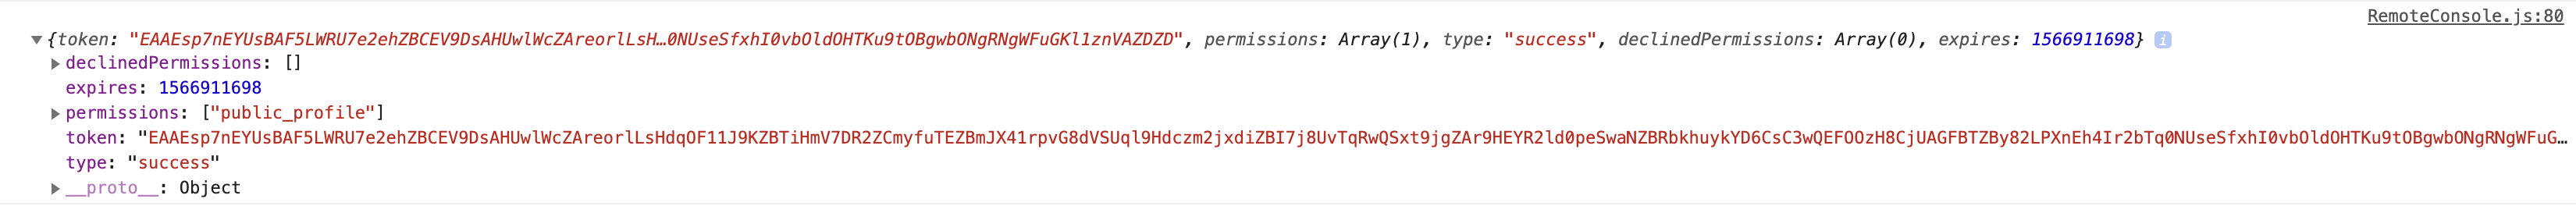 RemoteConsole.js:80
{token: "EAAEsp7nEYUsBAF5LWRU7e2ehZBCEV9DsAHUwlWcZAreorlLsH…0NUseSfxhI0vbOldOHTKu9tOBgwbONgRNgWFuGKl1znVAZDZD", permissions: Array(1), type: "success", declinedPermissions: Array(0), expires: 1566911698} i
declinedPermissions: []
expires: 1566911698
permissions: ["public_profile"]
token: "EAAEsp7nEYUsBAF5LWRU7e2ehZBCEV9DsAHUwlWcZAreorlLsHdqOF11J9KZBTiHmV7DR2ZCmyfuTEZBmJX41rpvG8dVSUql9Hdczm2jxdiZBI7j8UvTqRwQSxt9jgZAr9HEYR2ld0peSwaNZBRbkhuykYD6CsC3wQEFOOzH8CjUAGFBTZBy82LPXnEh4Ir2bTq0NUseSfxhI0vbOldOHTKu9tOBgwbONgRNgWFuG…
type: "success"
__proto__: Object